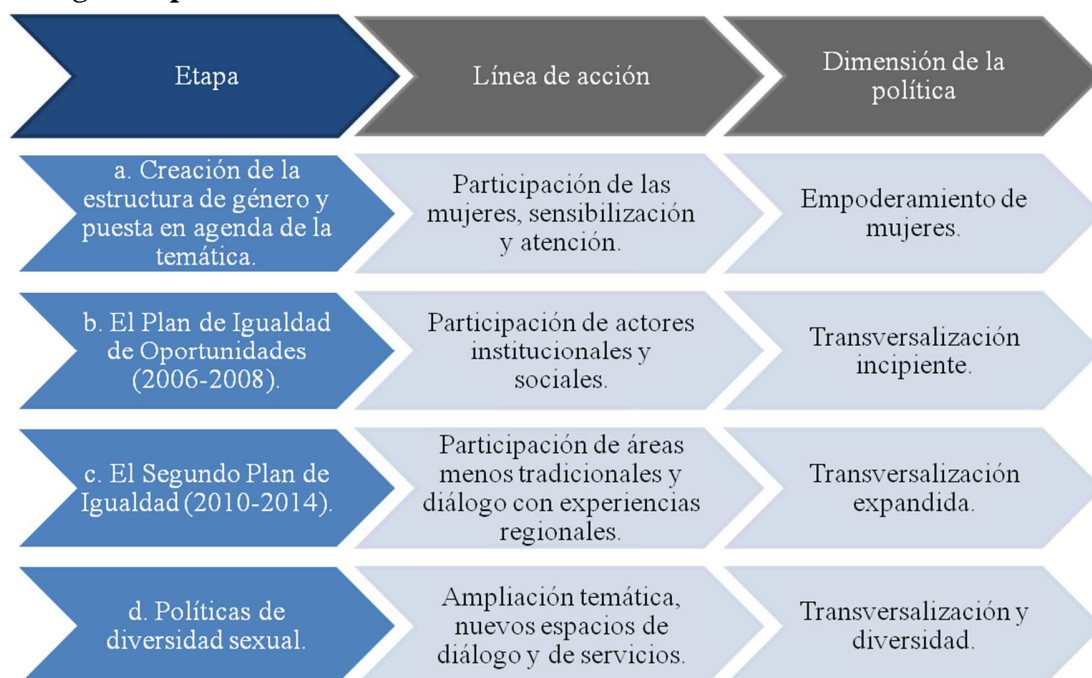 Etapa
Línea de acción
Dimensión de la
política
a. Creación de la
estructura de género y
puesta en agenda de la
temática.
Participación de las
mujeres, sensibilización
y atención.
Empoderamiento de
mujeres.
b. El Plan de Igualdad
de Oportunidades
(2006-2008).
Participación de actores
institucionales y
sociales.
Transversalización
incipiente.
c. El Segundo Plan de
Igualdad (2010-2014).
Participación de áreas
menos tradicionales y
diálogo con experiencias
regionales.
Transversalización
expandida.
d. Políticas de
diversidad sexual.
Ampliación temática,
nuevos espacios de
diálogo y de servicios.
Transversalización y
diversidad.